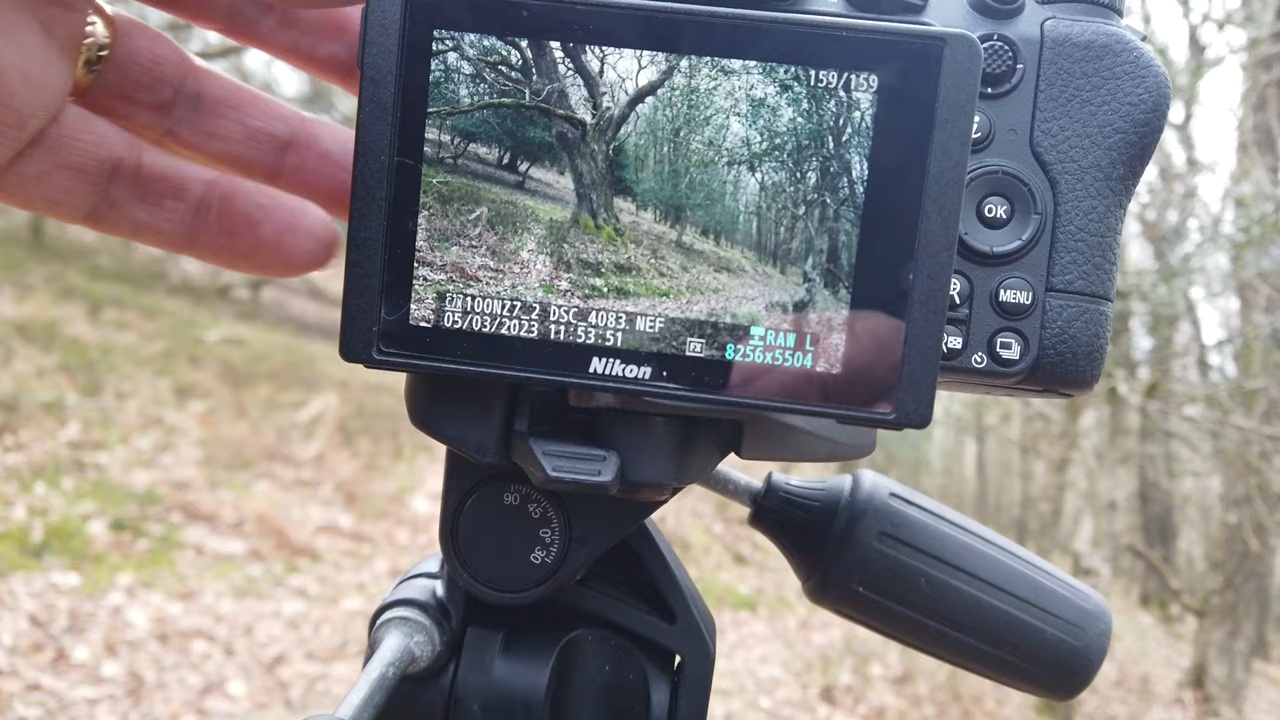 159/159
i
OK
100NZ7_2 DSC_4083.NEF
05/03/2023 11:53:51
FX
RAW L
8256x5504
MENU
Nikon
90
45
0°
30